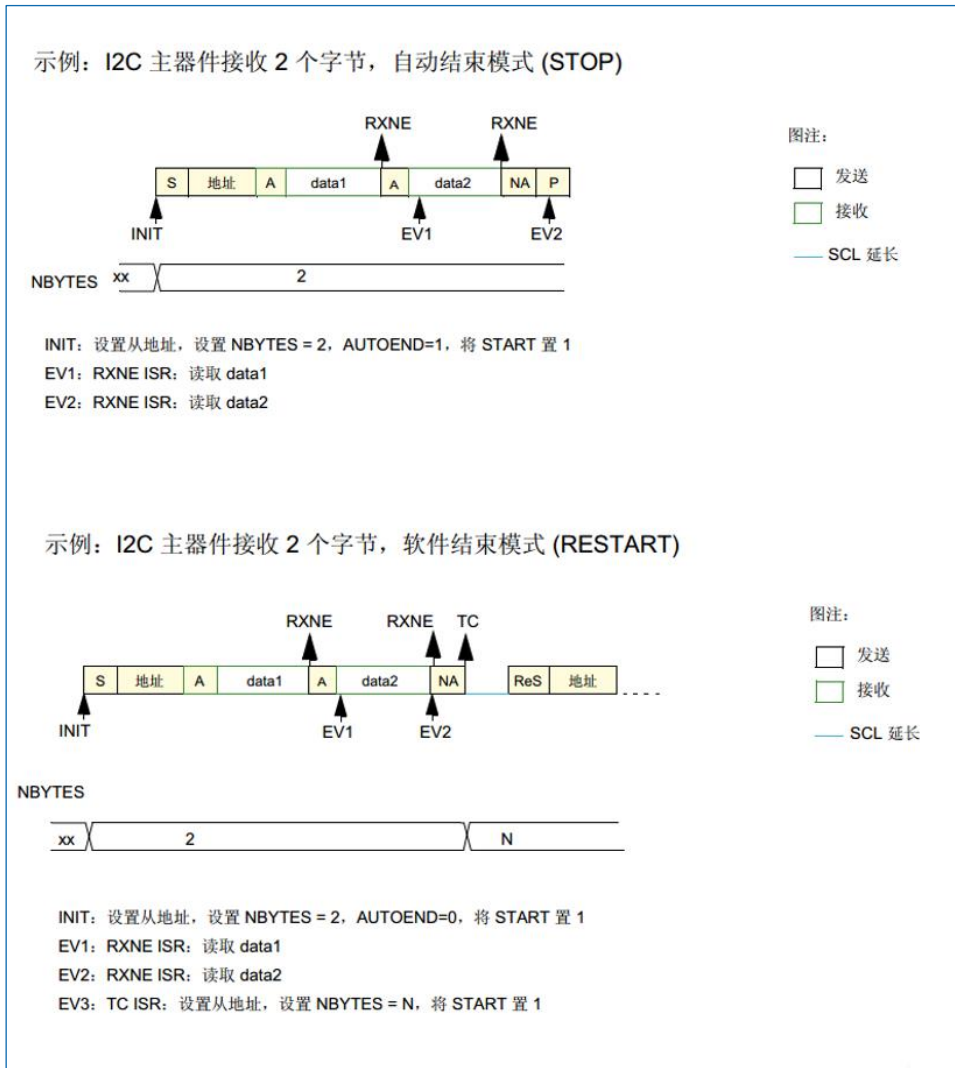 示例：I2C 主器件接收 2 个字节，自动结束模式 (STOP)
RXNE RXNE
S 地址 A data1 A data2 NA P
INIT EV1 EV2
NBYTES xx 2
图注：
发送
接收
SCL 延长
INIT：设置从地址，设置 NBYTES = 2，AUTOEND=1，将 START 置 1
EV1：RXNE ISR：读取 data1
EV2：RXNE ISR：读取 data2
示例：I2C 主器件接收 2 个字节，软件结束模式 (RESTART)
RXNE RXNE TC
S 地址 A data1 A data2 NA ReS 地址
INIT EV1 EV2
图注：
发送
接收
SCL 延长
NBYTES
xx 2 N
INIT：设置从地址，设置 NBYTES = 2，AUTOEND=0，将 START 置 1
EV1：RXNE ISR：读取 data1
EV2：RXNE ISR：读取 data2
EV3：TC ISR：设置从地址，设置 NBYTES = N，将 START 置 1